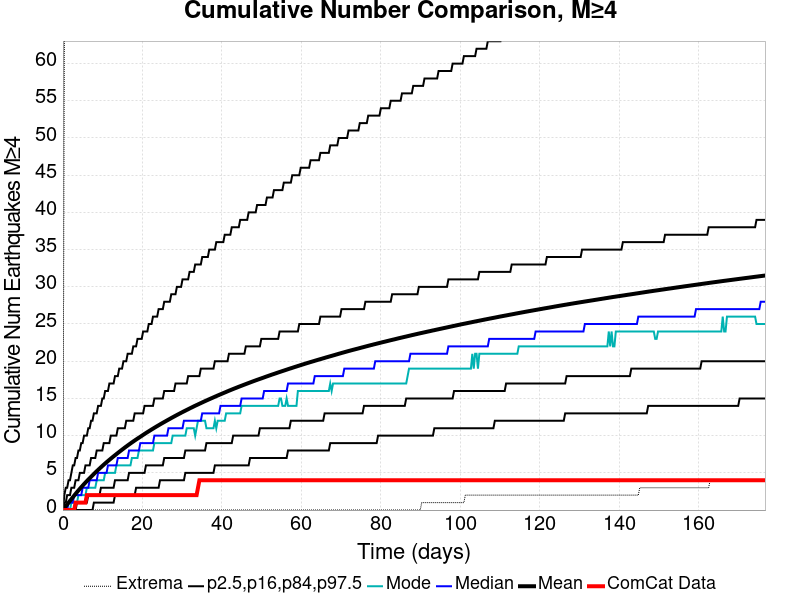 Cumulative Number Comparison, M≥4
Cumulative Num Earthquakes M≥4
60
55
50
45
40
35
30
25
20
15
10
5
0
0 20 40 60 80 100 120 140 160
Time (days)
Extrema p2.5,p16,p84,p97.5 Mode Median Mean ComCat Data